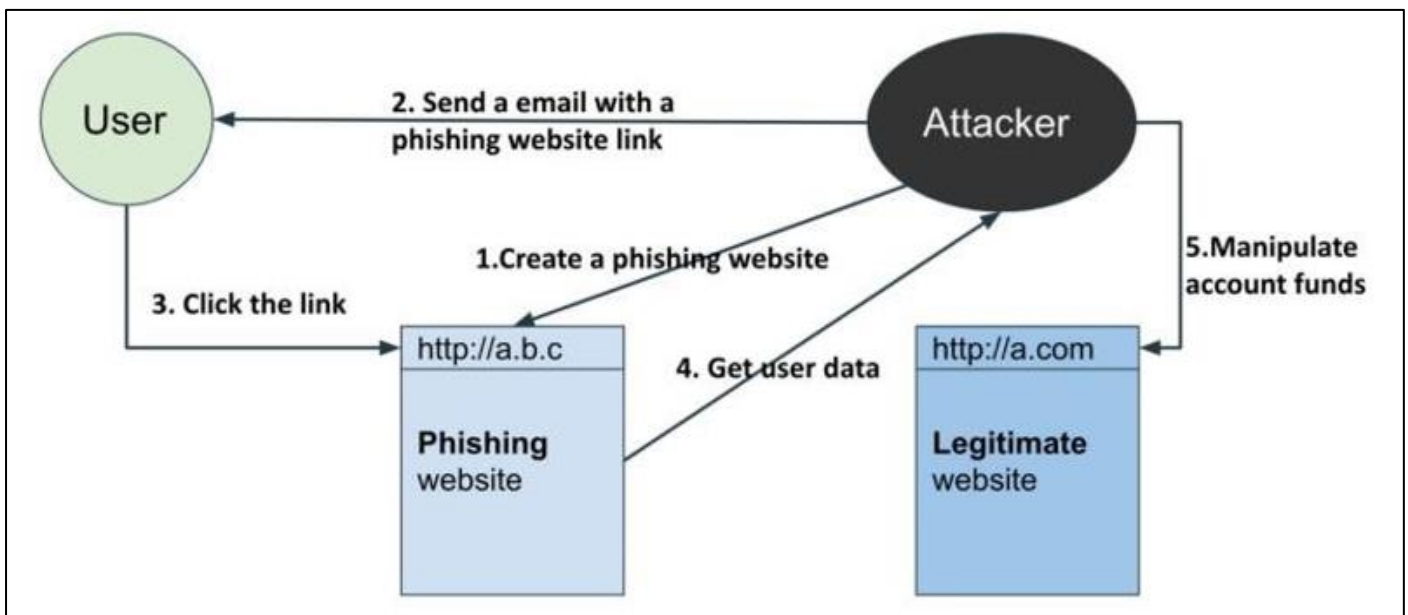 User
2. Send a email with a
phishing website link
Attacker
1.Create a phishing website
5.Manipulate
account funds
3. Click the link
http://a.b.c
4. Get user data
http://a.com
Phishing
website
Legitimate
website